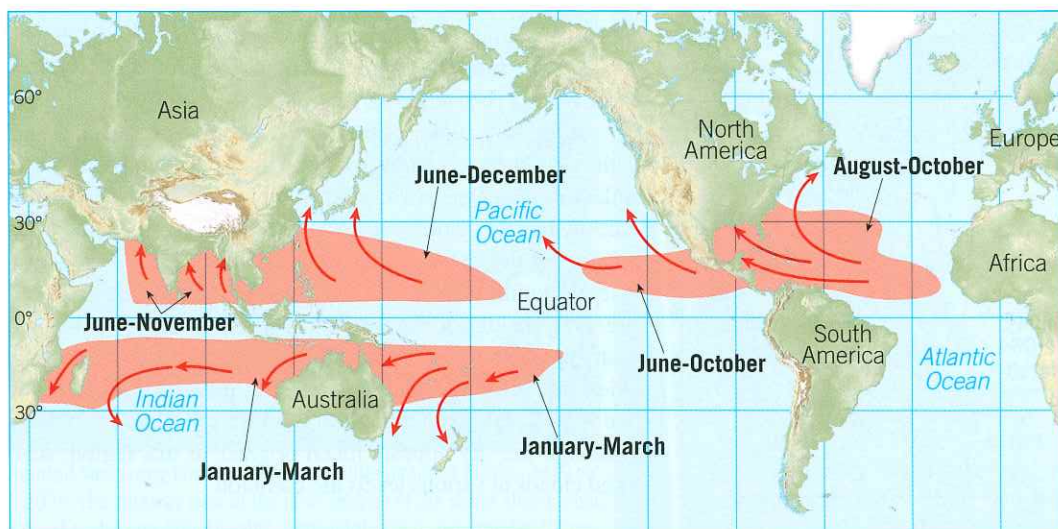 60°
Asia
North
America
Europe
June-December
August-October
30°
Pacific
Ocean
Africa
0°
June-November
Equator
South
America
June-October
Atlantic
Ocean
30°
Indian
Ocean
Australia
January-March
January-March